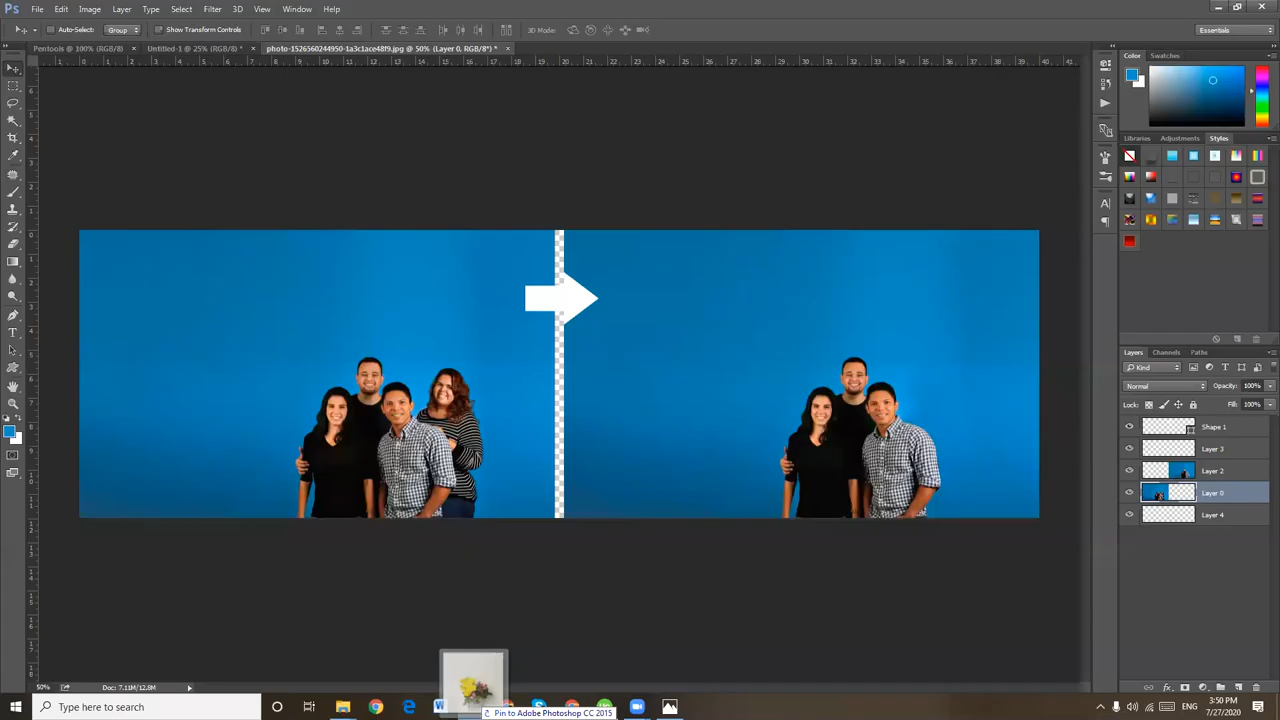 Ps File Edit Image Layer Type Select Filter 3D View Window Help
Auto-Select: Group Show Transform Controls 3D Mode: Essentials
Pentools @ 100% (RGB/8) × Untitled-1 @ 25% (RGB/8) * × photo-1526560244950-1a3c1ace48f9.jpg @ 50% (Layer 0, RGB/8*) * ×
Color Swatches
Libraries Adjustments Styles
Layers Channels Paths
Kind
Normal Opacity: 100%
Lock: Fill: 100%
Shape 1
Layer 3
Layer 2
Layer 0
Layer 4
50% Doc: 7.11M/12.8M
Type here to search
Pin to Adobe Photoshop CC 2015
3:50 PM
7/27/2020